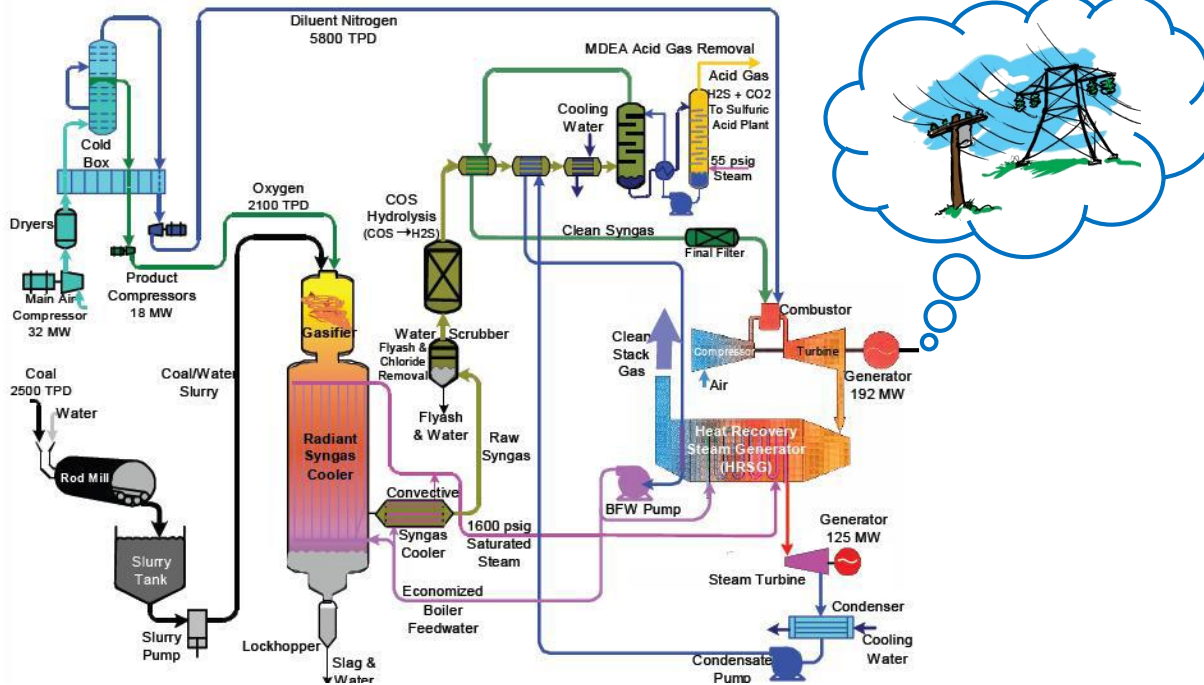 Diluent Nitrogen
5800 TPD
MDEA Acid Gas Removal
Acid Gas
H2S + CO2
To Sulfuric
Acid Plant
Cooling
Water
55 psig
Steam
Cold
Box
Oxygen
2100 TPD
COS
Hydrolysis
(COS →H2S)
Dryers
Clean Syngas
Final Filter
Product
Compressors
18 MW
Main Air
Compressor
32 MW
Gasifier
Combustor
Water Scrubber
Flyash &
Chloride
Removal
Clean
Stack
Gas
Compressor
Turbine
Air
Generator
192 MW
Coal
2500 TPD
Water
Coal/Water
Slurry
Flyash
& Water
Radiant
Syngas
Cooler
Raw
Syngas
Heat Recovery
Steam Generator
(HRSG)
Rod Mill
Convective
Syngas
Cooler
1600 psig
Saturated
Steam
BFW Pump
Generator
125 MW
Slurry
Tank
Steam Turbine
Economized
Boiler
Feedwater
Condenser
Cooling
Water
Slurry
Pump
Lockhopper
Slag &
Water
Condensate
Pump